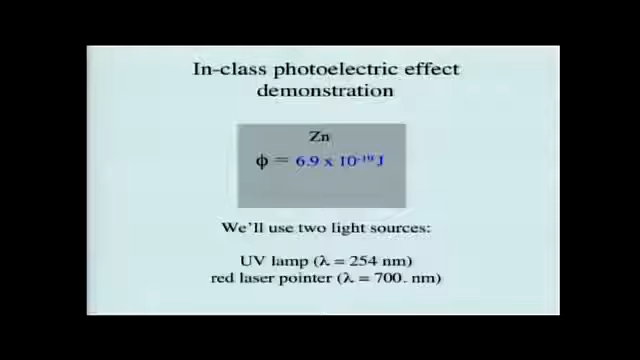 In-class photoelectric effect
demonstration
Zn
ϕ = 6.9 x 10⁻¹⁹ J
We'll use two light sources:
UV lamp (λ = 254 nm)
red laser pointer (λ = 700. nm)